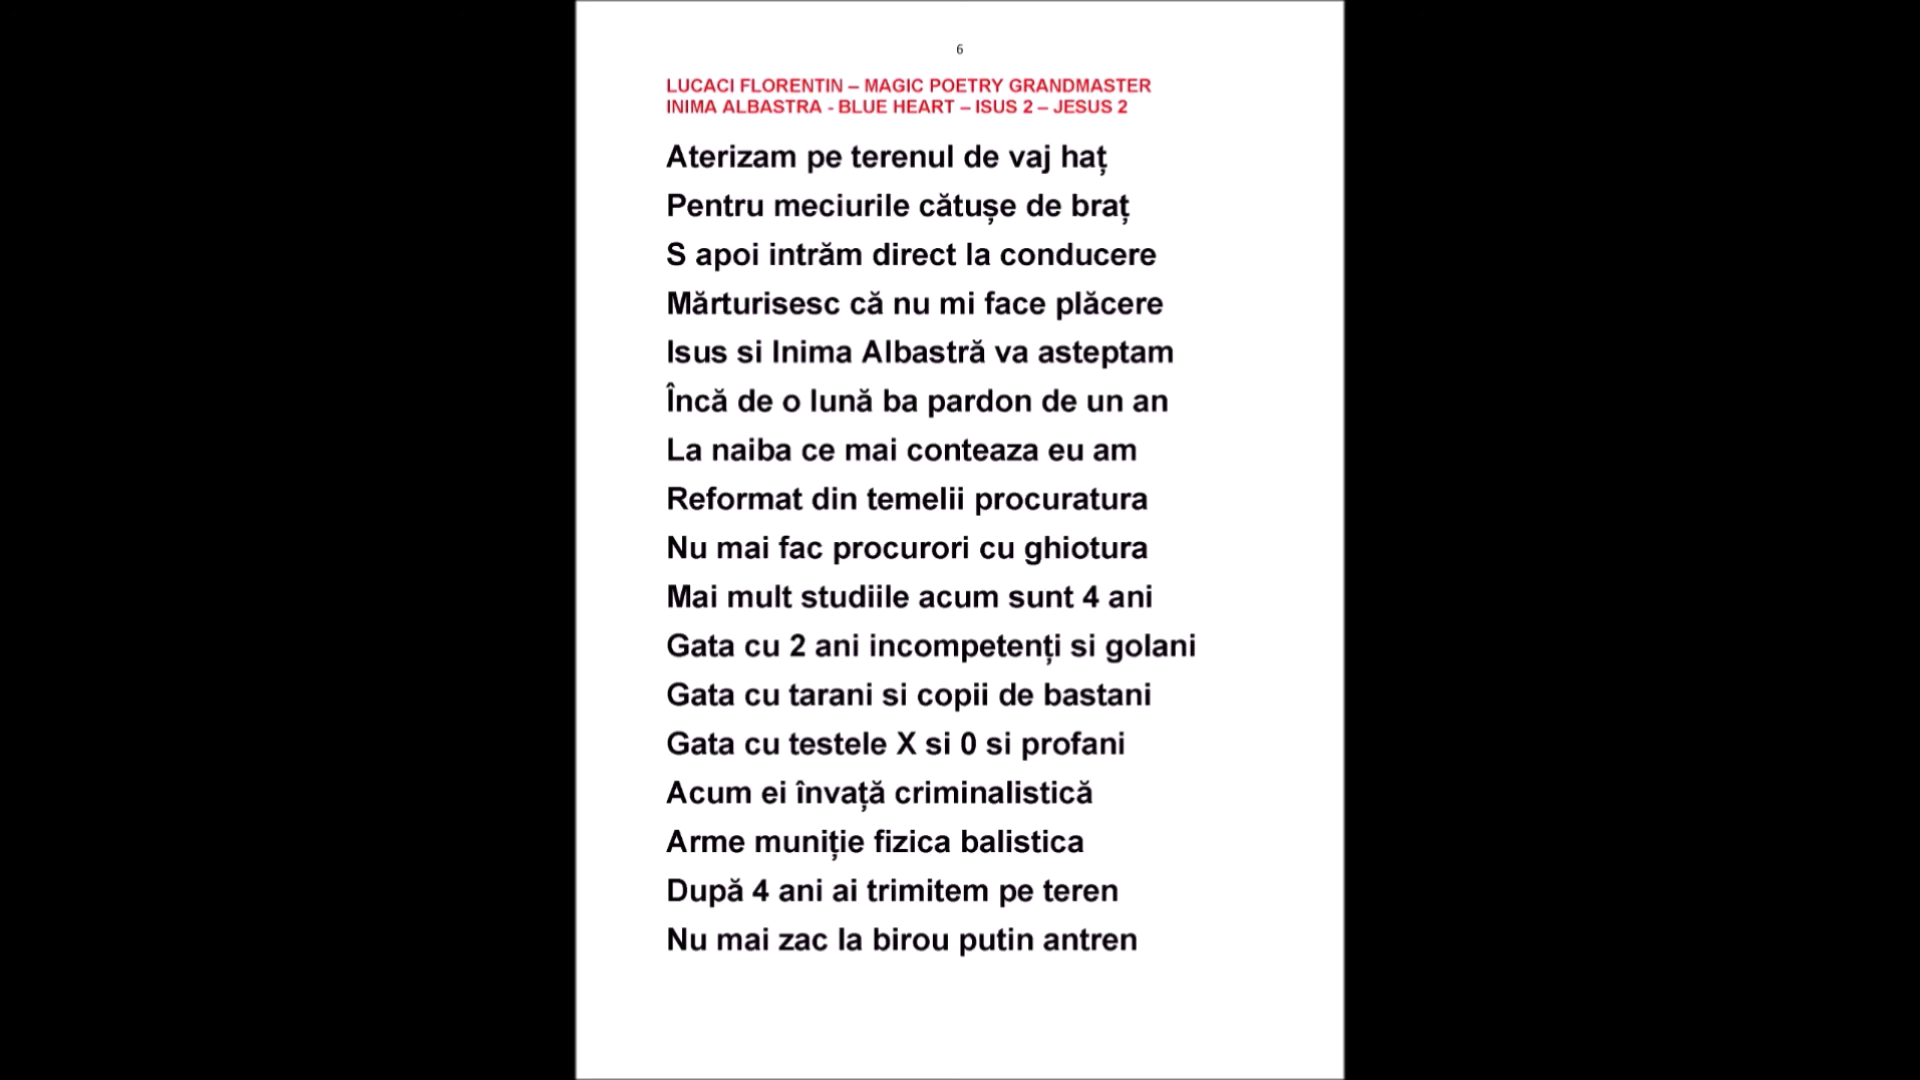 6
LUCACI FLORENTIN – MAGIC POETRY GRANDMASTER
INIMA ALBASTRA - BLUE HEART – ISUS 2 – JESUS 2
Aterizam pe terenul de vaj haț
Pentru meciurile cătușe de braț
S apoi intrăm direct la conducere
Mărturisesc că nu mi face plăcere
Isus si Inima Albastră va asteptam
Încă de o lună ba pardon de un an
La naiba ce mai conteaza eu am
Reformat din temelii procuratura
Nu mai fac procurori cu ghiotura
Mai mult studiile acum sunt 4 ani
Gata cu 2 ani incompetenți si golani
Gata cu tarani si copii de bastani
Gata cu testele X si 0 si profani
Acum ei învață criminalistică
Arme muniție fizica balistica
După 4 ani ai trimitem pe teren
Nu mai zac la birou putin antren